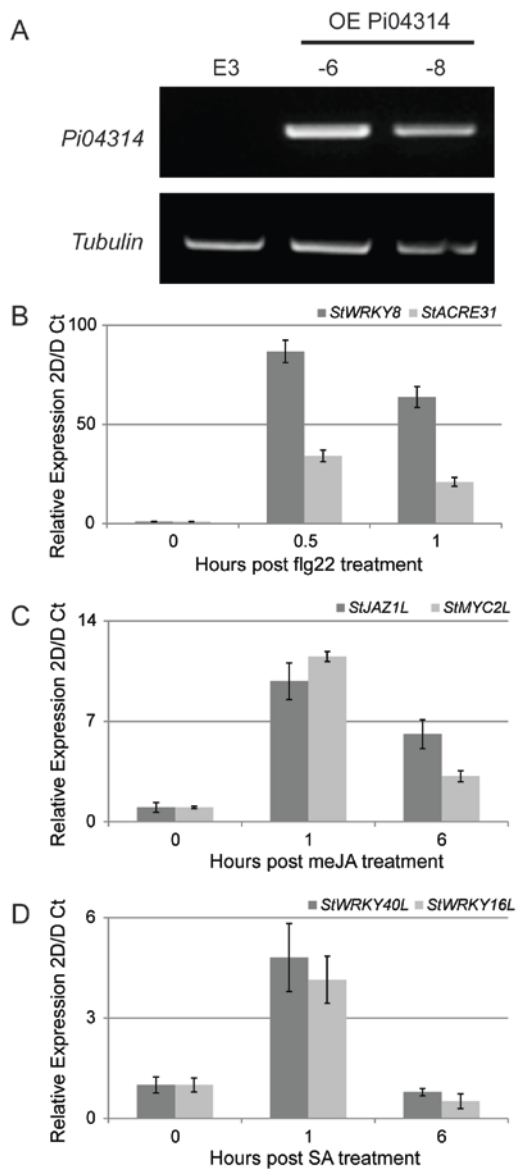 A
OE Pi04314
E3 -6 -8
Pi04314
Tubulin
B
StWRKY8 StACRE31
Relative Expression 2D/D Ct
100
50
0
0 0.5 1
Hours post flg22 treatment
C
StJAZ1L StMYC2L
Relative Expression 2D/D Ct
14
7
0
0 1 6
Hours post meJA treatment
D
StWRKY40L StWRKY16L
Relative Expression 2D/D Ct
6
3
0
0 1 6
Hours post SA treatment